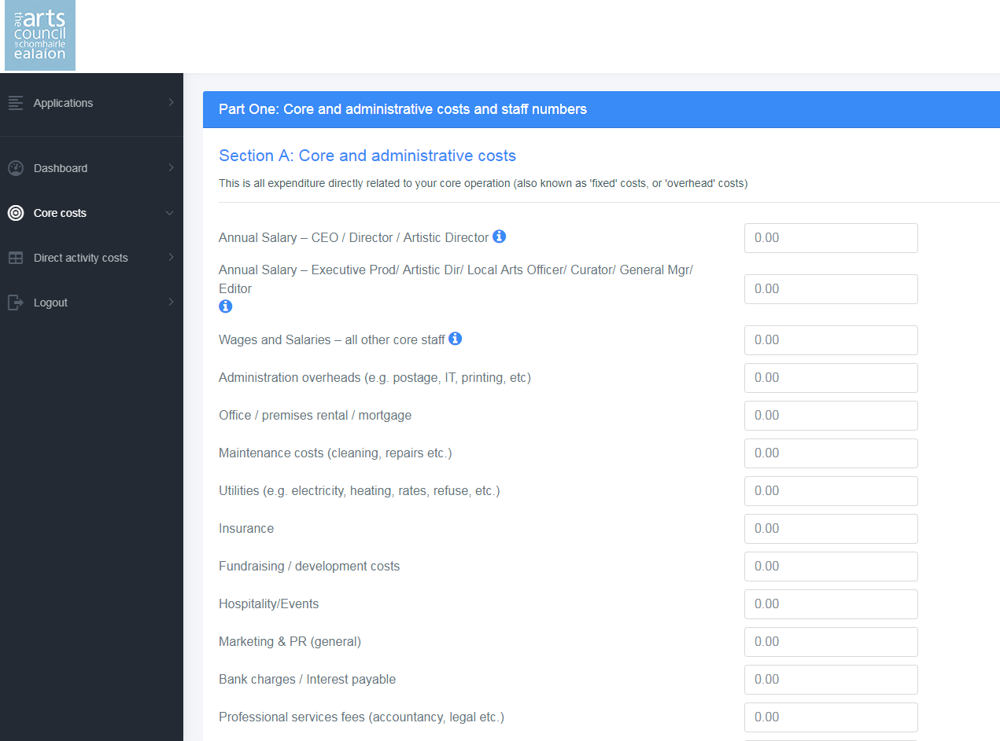 the arts
council
an chomhairle
ealaíon
Applications
Dashboard
Core costs
Direct activity costs
Logout
Part One: Core and administrative costs and staff numbers
Section A: Core and administrative costs
This is all expenditure directly related to your core operation (also known as 'fixed' costs, or 'overhead' costs)
Annual Salary – CEO / Director / Artistic Director
0.00
Annual Salary – Executive Prod/ Artistic Dir/ Local Arts Officer/ Curator/ General Mgr/
Editor
0.00
Wages and Salaries – all other core staff
0.00
Administration overheads (e.g. postage, IT, printing, etc)
0.00
Office / premises rental / mortgage
0.00
Maintenance costs (cleaning, repairs etc.)
0.00
Utilities (e.g. electricity, heating, rates, refuse, etc.)
0.00
Insurance
0.00
Fundraising / development costs
0.00
Hospitality/Events
0.00
Marketing & PR (general)
0.00
Bank charges / Interest payable
0.00
Professional services fees (accountancy, legal etc.)
0.00